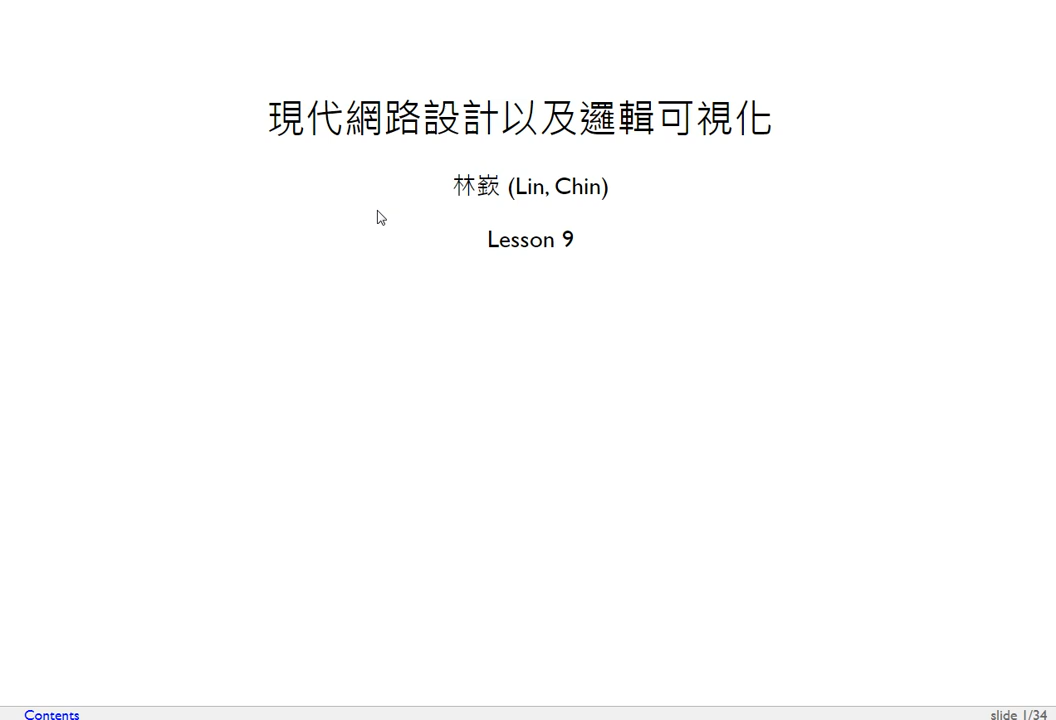 現代網路設計以及邏輯可視化
林嶔 (Lin, Chin)
Lesson 9
Contents
slide 1/34